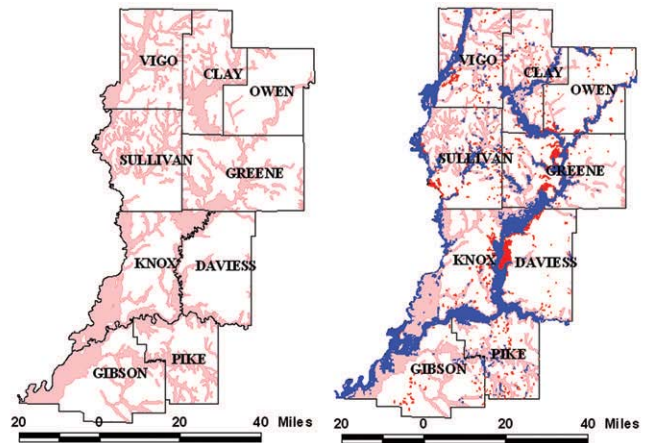 VIGO
CLAY
OWEN
SULLIVAN
GREENE
KNOX
DAVIESS
GIBSON
PIKE
20 0 20 40 Miles
VIGO
CLAY
OWEN
SULLIVAN
GREENE
KNOX
DAVIESS
GIBSON
PIKE
20 0 20 40 Miles